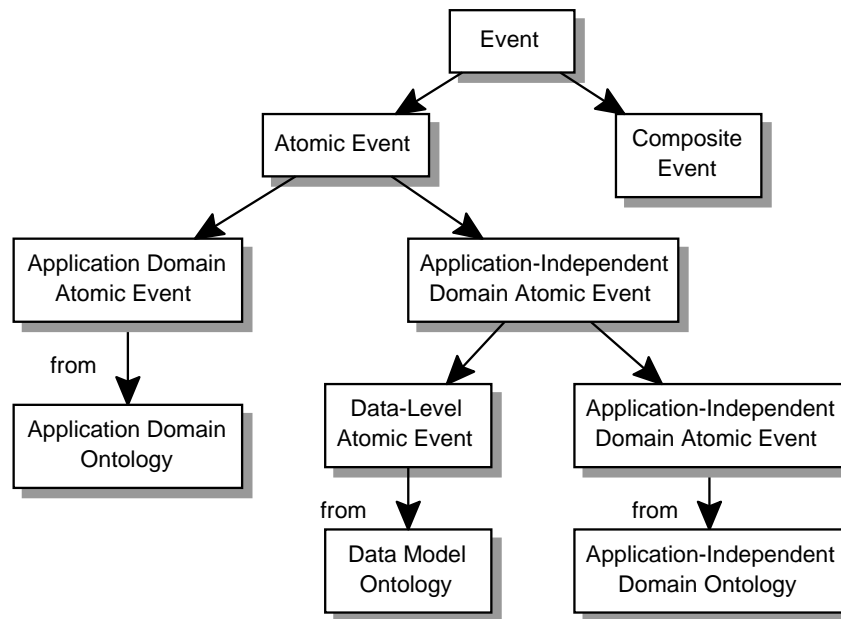 Event
Atomic Event
Composite
Event
Application Domain
Atomic Event
Application-Independent
Domain Atomic Event
from
Data-Level
Atomic Event
Application-Independent
Domain Atomic Event
Application Domain
Ontology
from
from
Data Model
Ontology
Application-Independent
Domain Ontology